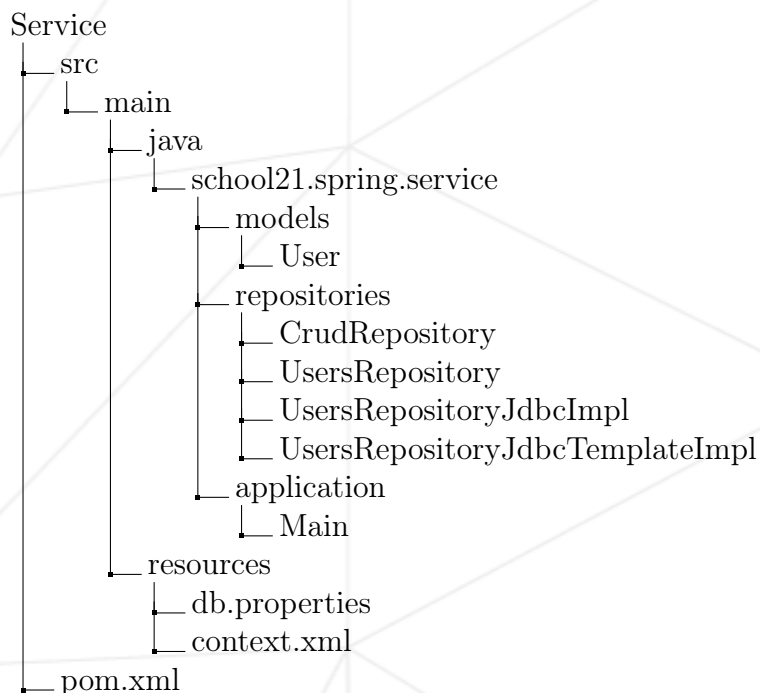 Service
src
main
java
school21.spring.service
models
User
repositories
CrudRepository
UsersRepository
UsersRepositoryJdbcImpl
UsersRepositoryJdbcTemplateImpl
application
Main
resources
db.properties
context.xml
pom.xml